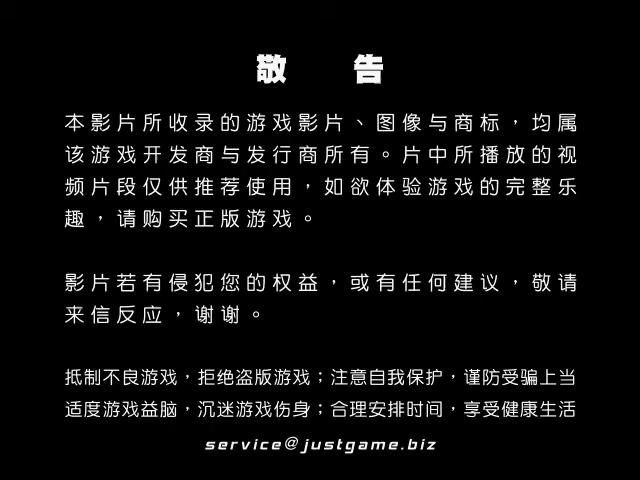 敬 告
本影片所收录的游戏影片、图像与商标，均属
该游戏开发商与发行商所有。片中所播放的视
频片段仅供推荐使用，如欲体验游戏的完整乐
趣，请购买正版游戏。
影片若有侵犯您的权益，或有任何建议，敬请
来信反应，谢谢。
抵制不良游戏，拒绝盗版游戏；注意自我保护，谨防受骗上当
适度游戏益脑，沉迷游戏伤身；合理安排时间，享受健康生活
service@justgame.biz